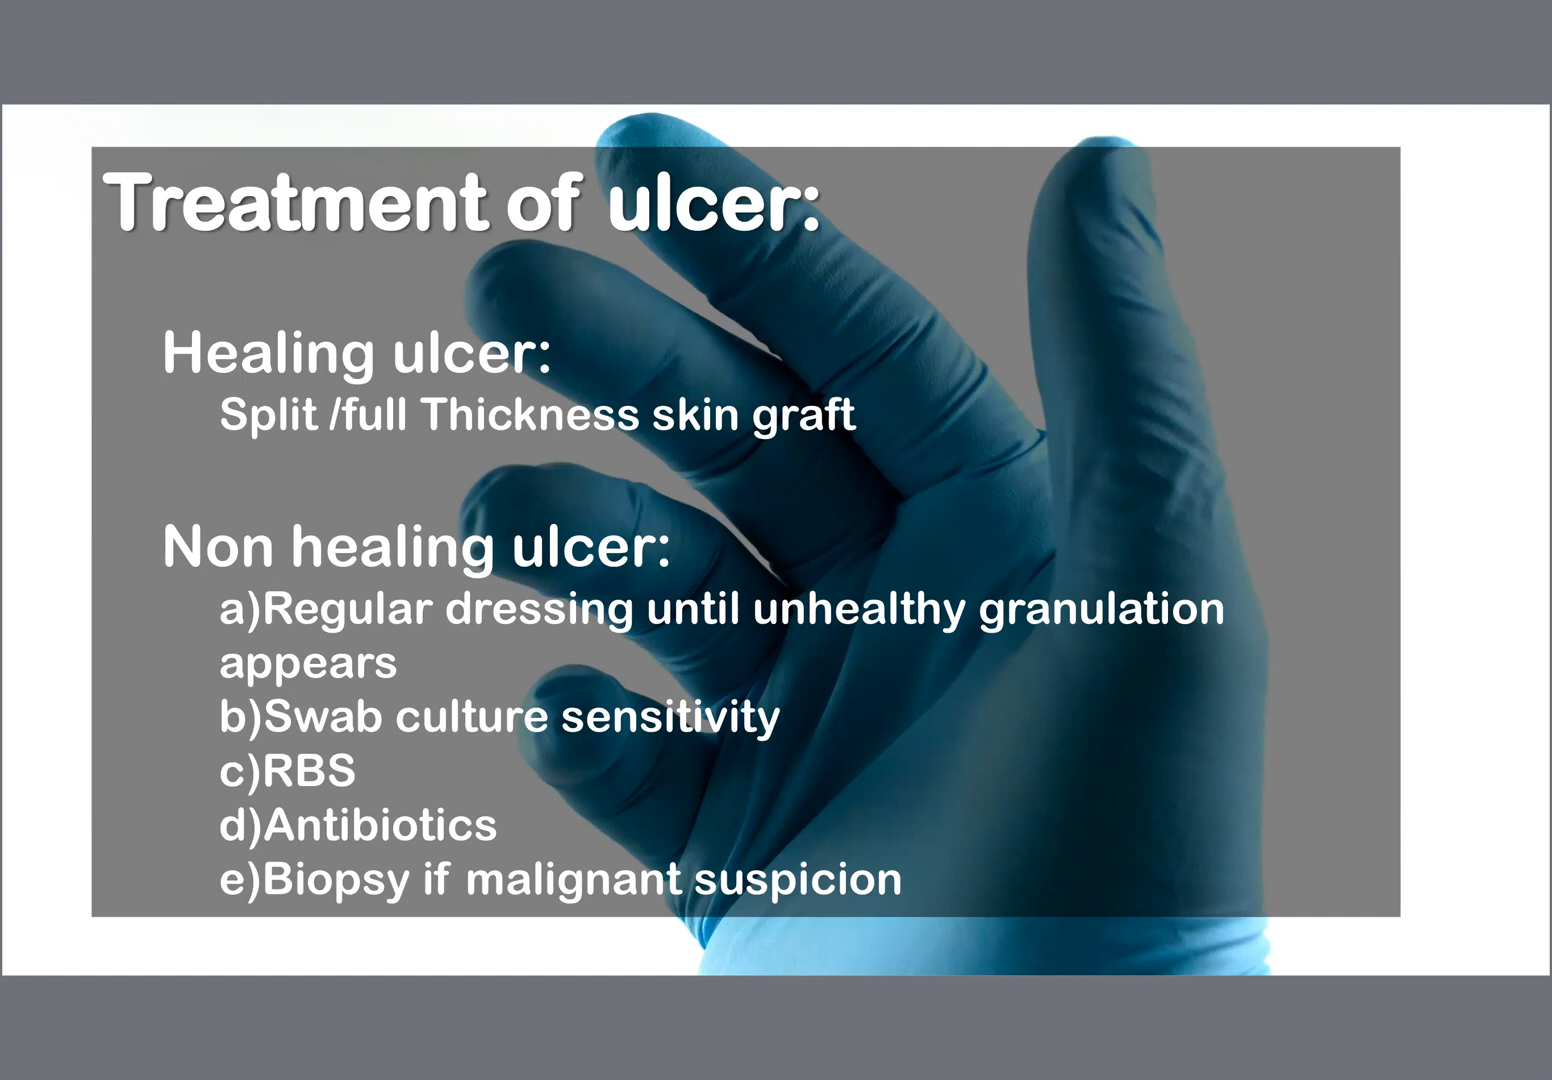 Treatment of ulcer:
Healing ulcer:
Split /full Thickness skin graft
Non healing ulcer:
a)Regular dressing until unhealthy granulation
appears
b)Swab culture sensitivity
c)RBS
d)Antibiotics
e)Biopsy if malignant suspicion